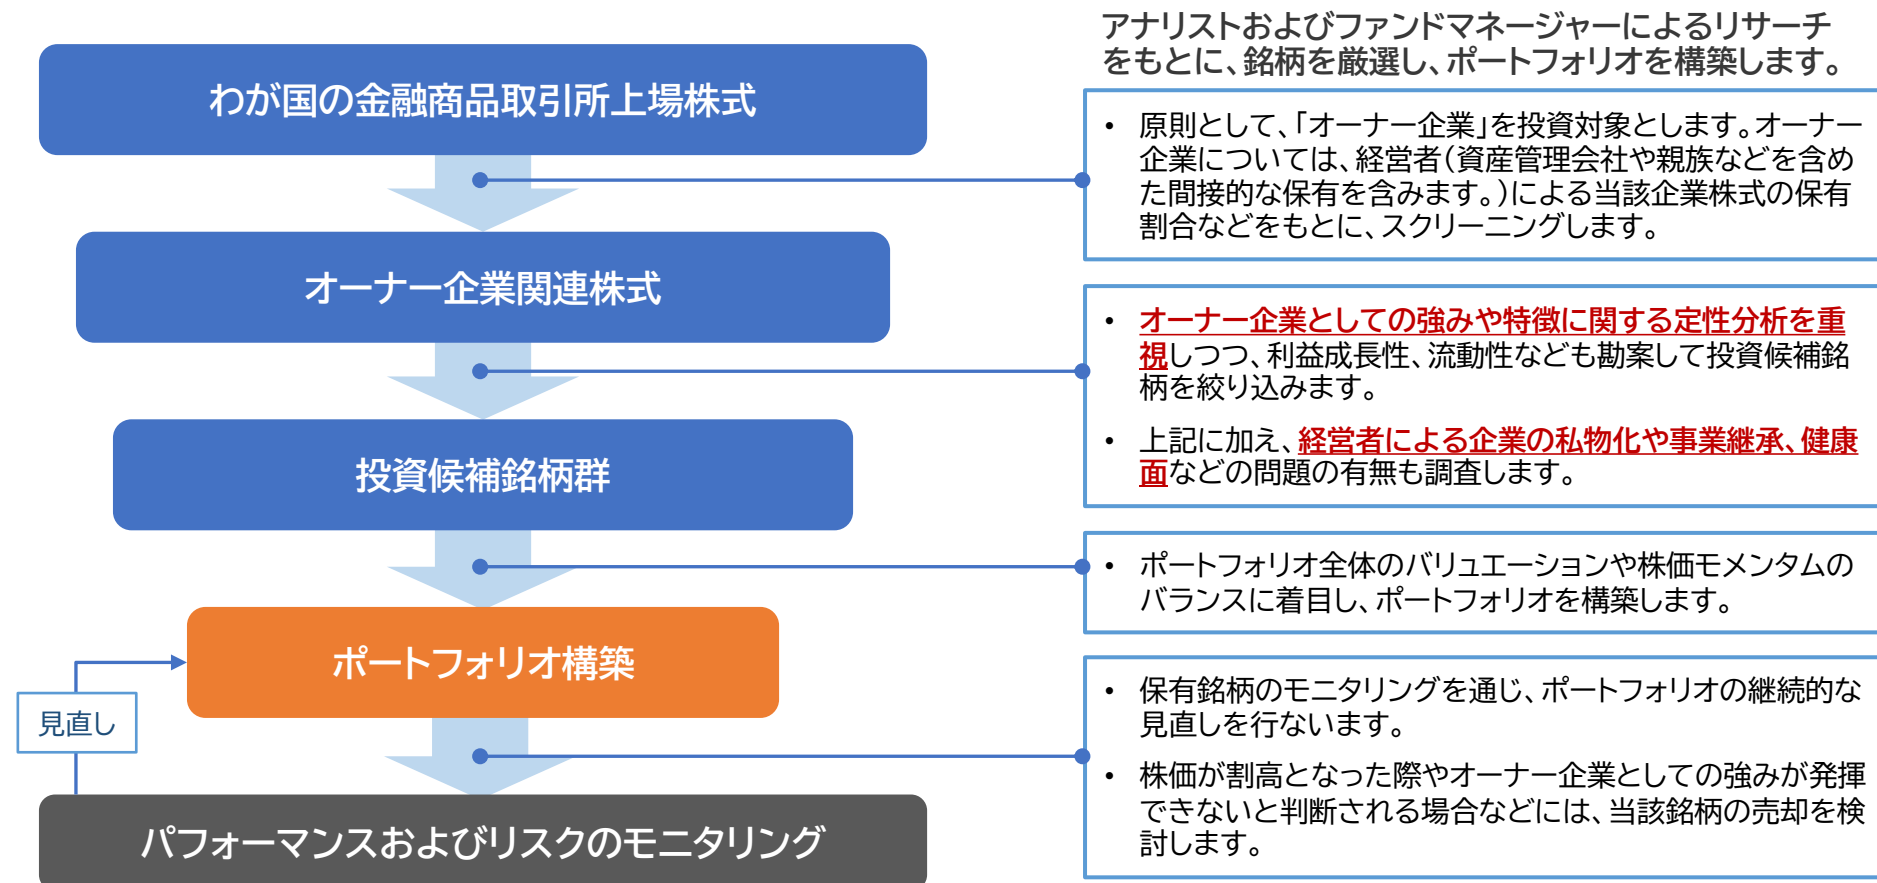 アナリストおよびファンドマネージャーによるリサーチ
をもとに、銘柄を厳選し、ポートフォリオを構築します。
わが国の金融商品取引所上場株式
• 原則として、「オーナー企業」を投資対象とします。オーナー
企業については、経営者（資産管理会社や親族などを含め
た間接的な保有を含みます。）による当該企業株式の保有
割合などをもとに、スクリーニングします。
オーナー企業関連株式
• オーナー企業としての強みや特徴に関する定性分析を重
視しつつ、利益成長性、流動性なども勘案して投資候補銘
柄を絞り込みます。
• 上記に加え、経営者による企業の私物化や事業継承、健康
面などの問題の有無も調査します。
投資候補銘柄群
• ポートフォリオ全体のバリュエーションや株価モメンタムの
バランスに着目し、ポートフォリオを構築します。
ポートフォリオ構築
見直し
• 保有銘柄のモニタリングを通じ、ポートフォリオの継続的な
見直しを行ないます。
• 株価が割高となった際やオーナー企業としての強みが発揮
できないと判断される場合などには、当該銘柄の売却を検
討します。
パフォーマンスおよびリスクのモニタリング